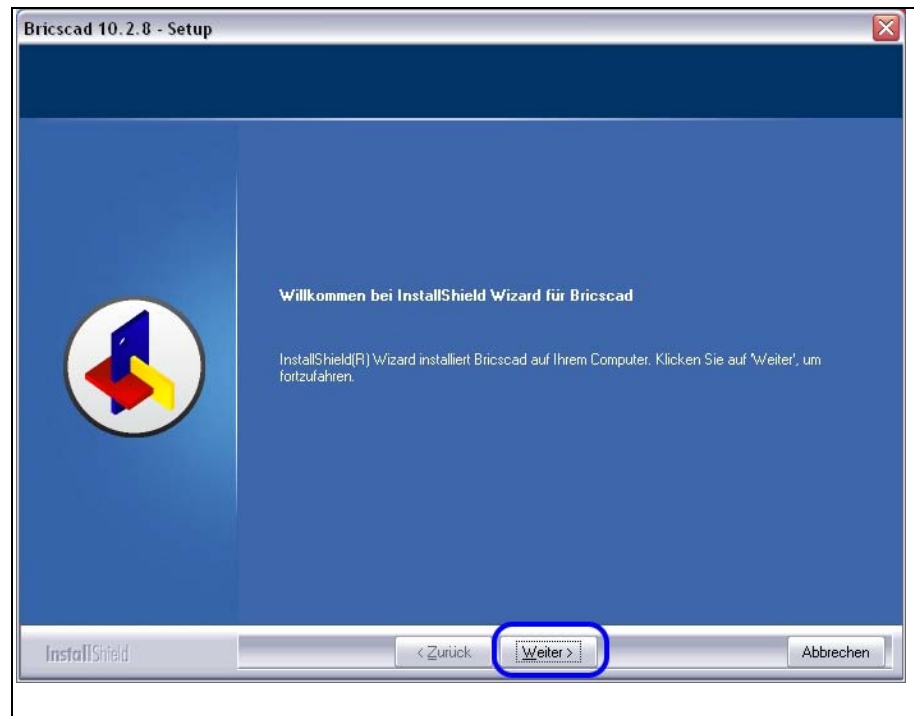 Bricscad 10.2.8 - Setup
Willkommen bei InstallShield Wizard für Bricscad
InstallShield(R) Wizard installiert Bricscad auf Ihrem Computer. Klicken Sie auf 'Weiter', um
fortzufahren.
InstallShield
< Zurück
Weiter >
Abbrechen